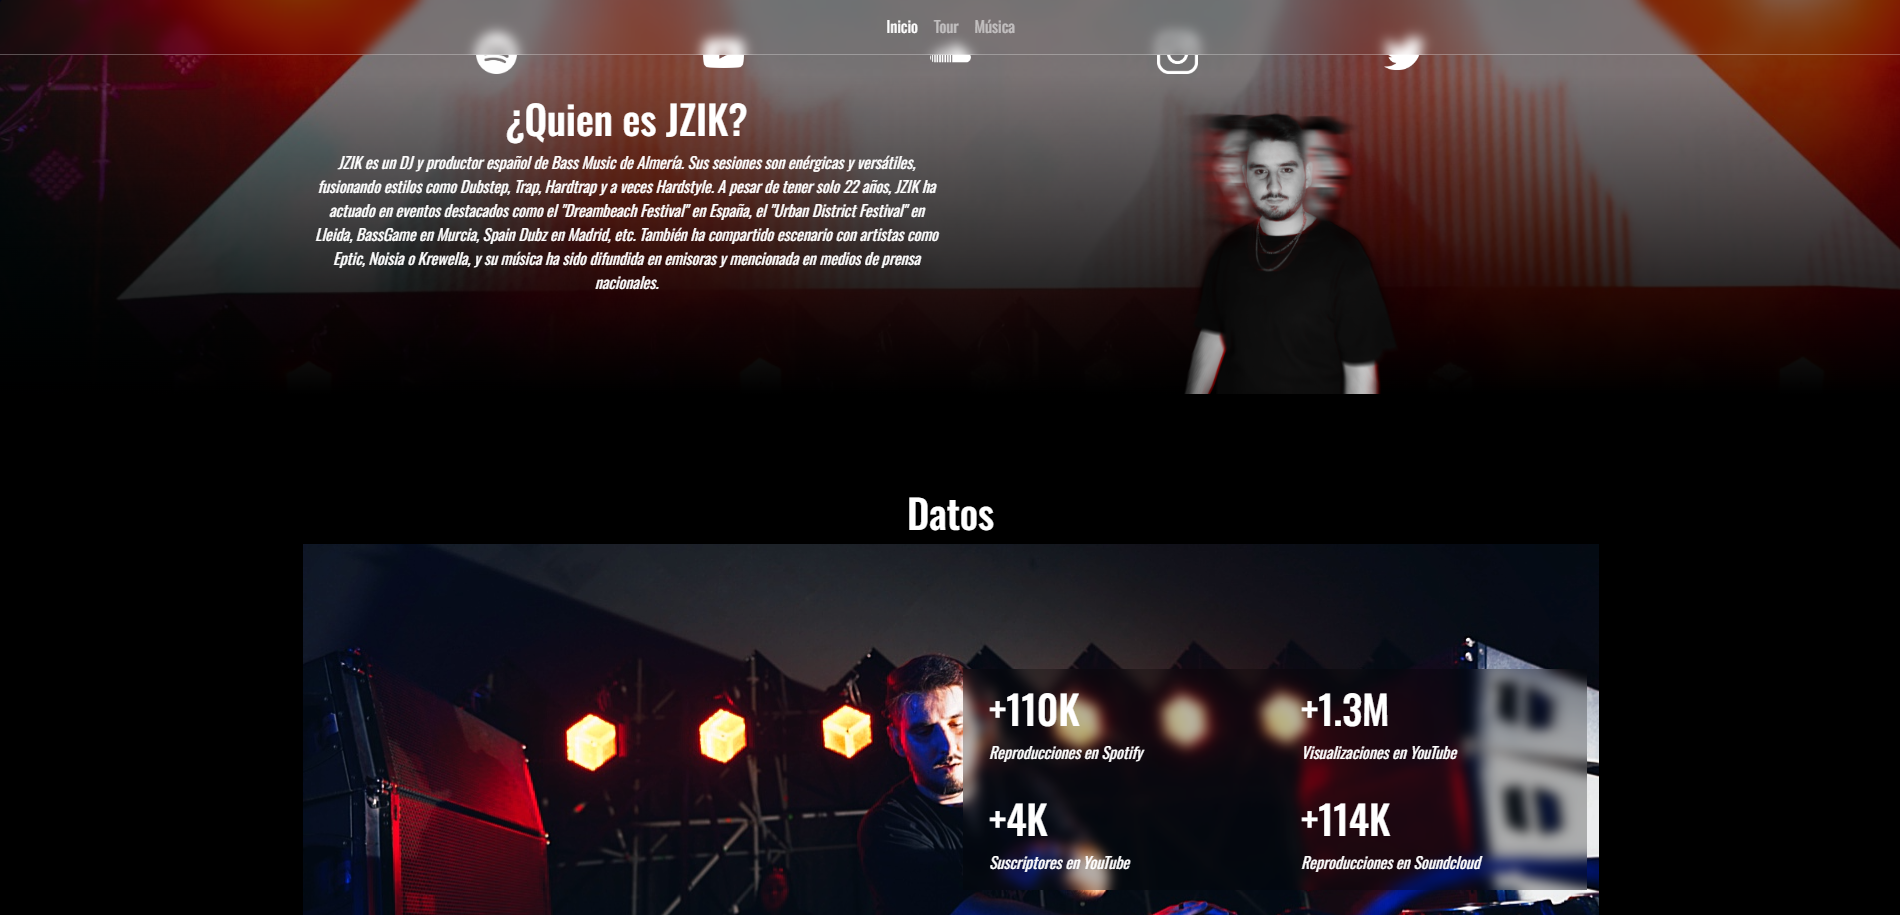 Inicio Tour Música
¿Quien es JZIK?
JZIK es un DJ y productor español de Bass Music de Almería. Sus sesiones son enérgicas y versátiles,
fusionando estilos como Dubstep, Trap, Hardtrap y a veces Hardstyle. A pesar de tener solo 22 años, JZIK ha
actuado en eventos destacados como el "Dreambeach Festival" en España, el "Urban District Festival" en
Lleida, BassGame en Murcia, Spain Dubz en Madrid, etc. También ha compartido escenario con artistas como
Eptic, Noisia o Krewella, y su música ha sido difundida en emisoras y mencionada en medios de prensa
nacionales.
Datos
+110K
Reproducciones en Spotify
+1.3M
Visualizaciones en YouTube
+4K
Suscriptores en YouTube
+114K
Reproducciones en Soundcloud